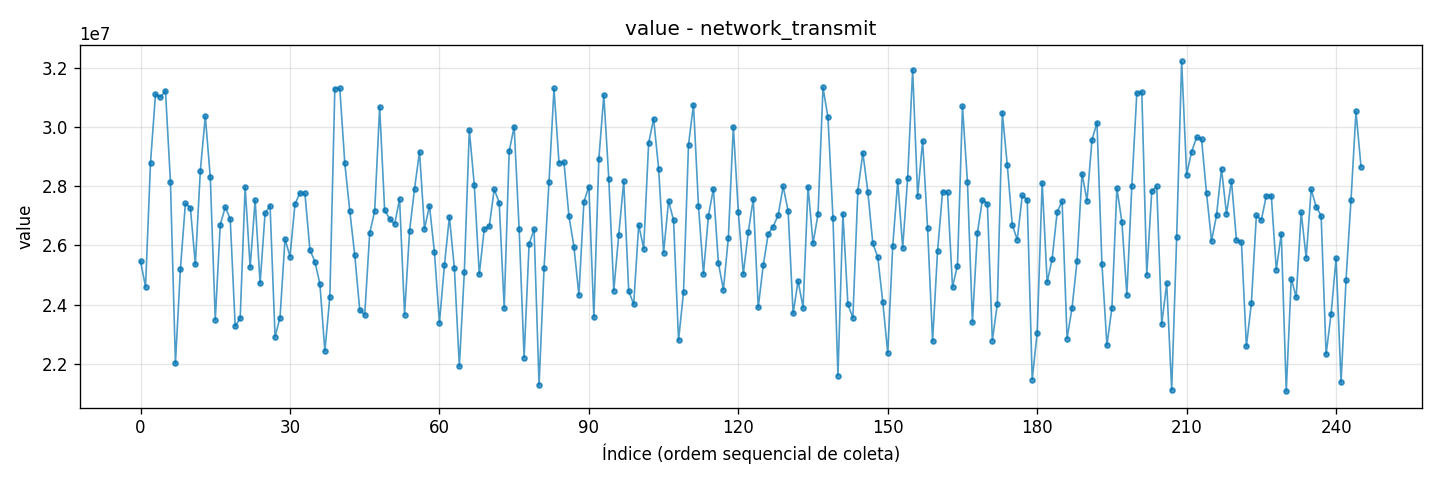 value - network_transmit
1e7
3.2
3.0
2.8
2.6
2.4
2.2
value
0 30 60 90 120 150 180 210 240
Índice (ordem sequencial de coleta)